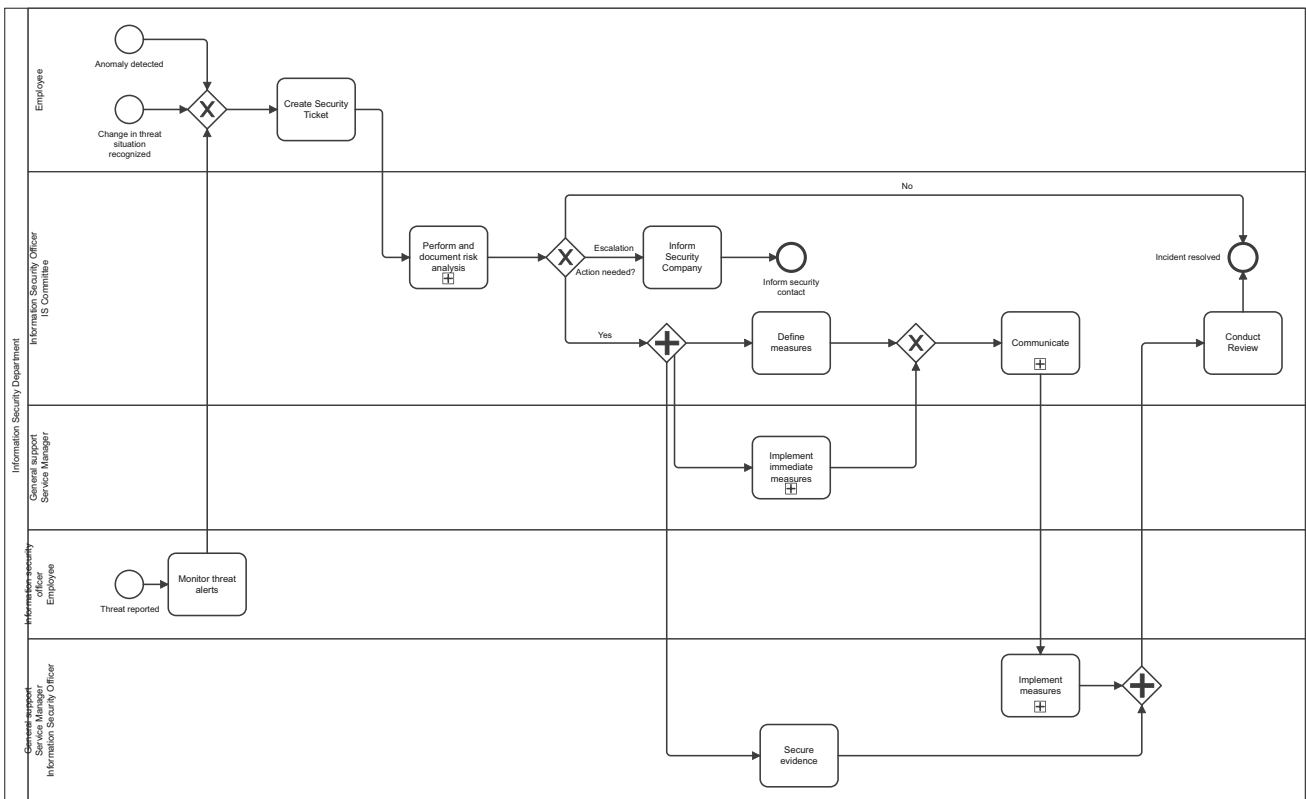 Information Security Department
Employee
Anomaly detected
Change in threat
situation
recognized
Create Security
Ticket
Information Security Officer
IS Committee
Perform and
document risk
analysis
No
Escalation
Action needed?
Yes
Inform
Security
Company
Inform security
contact
Incident resolved
Define
measures
Communicate
Conduct
Review
General support
Service Manager
Implement
immediate
measures
Information security
officer
Employee
Threat reported
Monitor threat
alerts
General support
Service Manager
Information Security Officer
Implement
measures
Secure
evidence